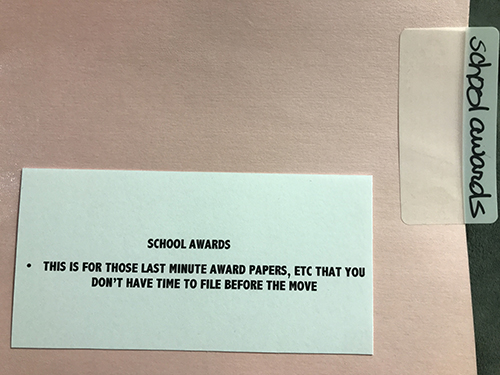 school awards
SCHOOL AWARDS
• THIS IS FOR THOSE LAST MINUTE AWARD PAPERS, ETC THAT YOU
DON'T HAVE TIME TO FILE BEFORE THE MOVE